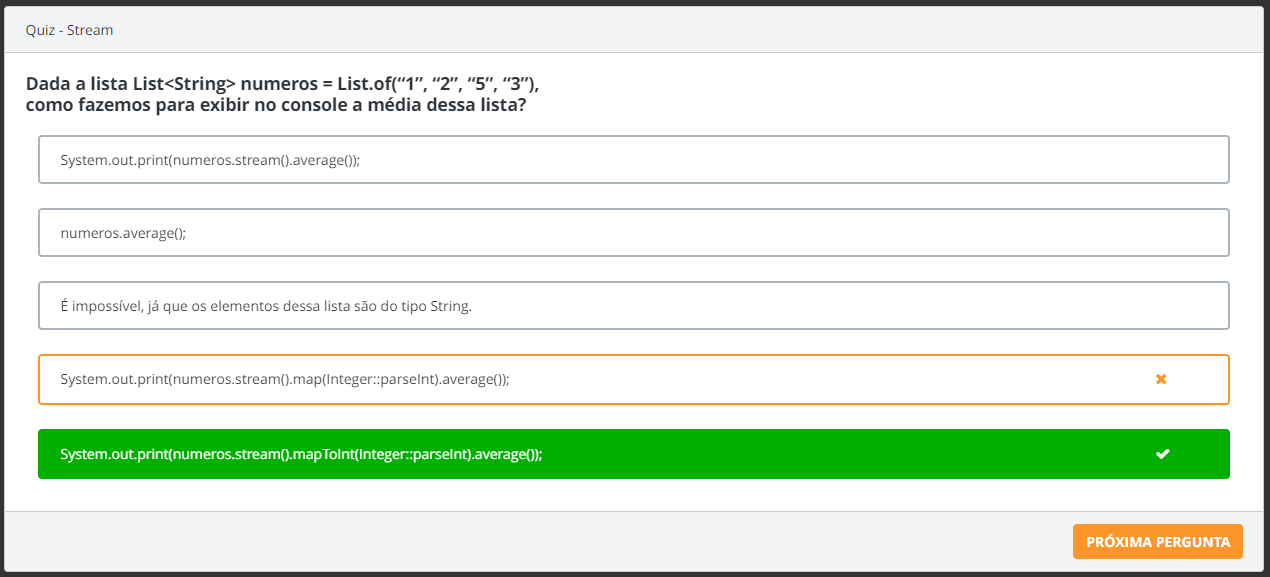 Quiz - Stream
Dada a lista List<String> numeros = List.of(“1”, “2”, “5”, “3”),
como fazemos para exibir no console a média dessa lista?
System.out.print(numeros.stream().average());
numeros.average();
É impossível, já que os elementos dessa lista são do tipo String.
System.out.print(numeros.stream().map(Integer::parseInt).average());
System.out.print(numeros.stream().mapToInt(Integer::parseInt).average());
PRÓXIMA PERGUNTA